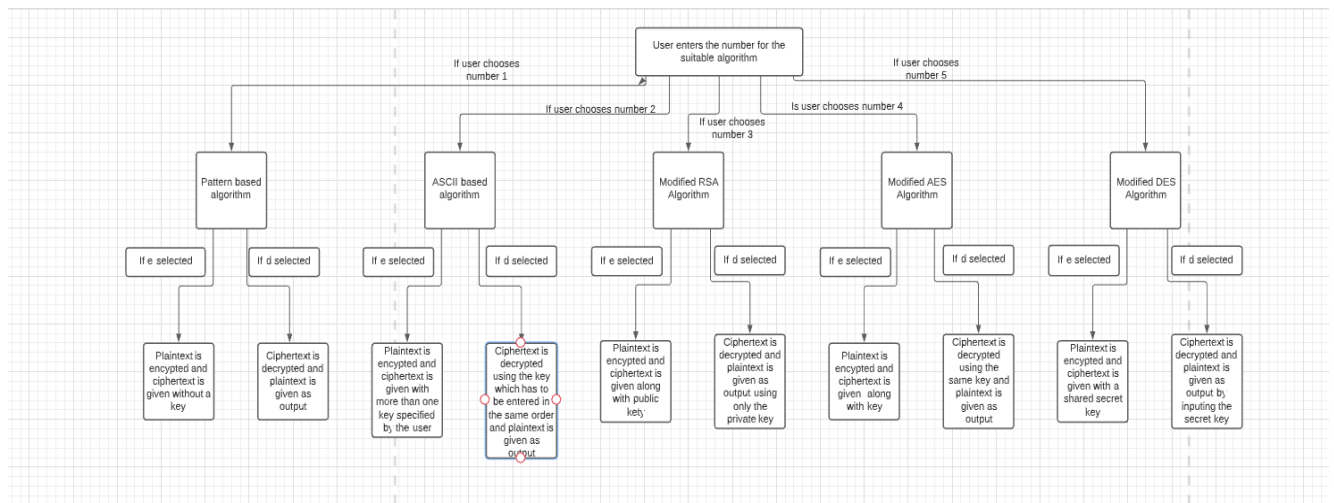 User enters the number for the
suitable algorithm
If user chooses
number 1
If user chooses number 2
If user chooses
number 3
Is user chooses number 4
If user chooses
number 5
Pattern based
algorithm
ASCII based
algorithm
Modified RSA
Algorithm
Modified AES
Algorithm
Modified DES
Algorithm
If e selected
If d selected
If e selected
If d selected
If e selected
If d selected
If e selected
If d selected
If e selected
If d selected
Plaintext is
encypted and
ciphertext is
given without a
key
Ciphertext is
decrypted and
plaintext is
given as
output
Plaintext is
encypted and
ciphertext is
given with
more than one
key specified
by the user
Ciphertext is
decrypted
using the key
which has to
be entered in
the same order
and plaintext is
given as
output
Plaintext is
encypted and
ciphertext is
given along
with public
key
Ciphertext is
decrypted and
plaintext is
given as
output using
only the
private key
Plaintext is
encypted and
ciphertext is
given along
with key
Ciphertext is
decrypted
using the
same key and
plaintext is
given as
output
Plaintext is
encypted and
ciphertext is
given with a
shared secret
key
Ciphertext is
decrypted and
plaintext is
given as
output by
inputing the
secret key